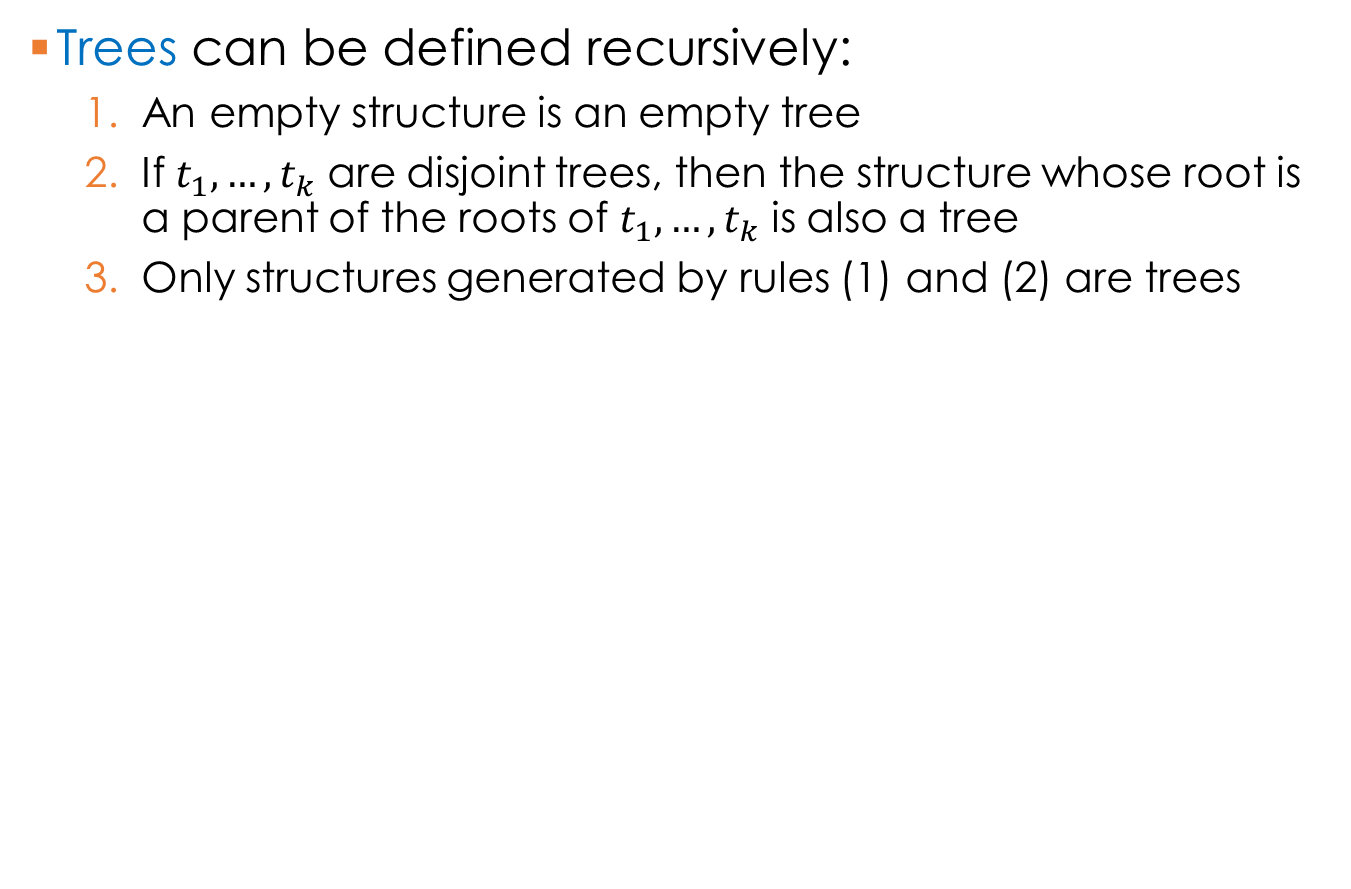 ▪Trees can be defined recursively:
1. An empty structure is an empty tree
2. If t₁, … , tₖ are disjoint trees, then the structure whose root is
a parent of the roots of t₁, … , tₖ is also a tree
3. Only structures generated by rules (1) and (2) are trees